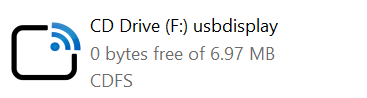 CD Drive (F:) usbdisplay
0 bytes free of 6.97 MB
CDFS